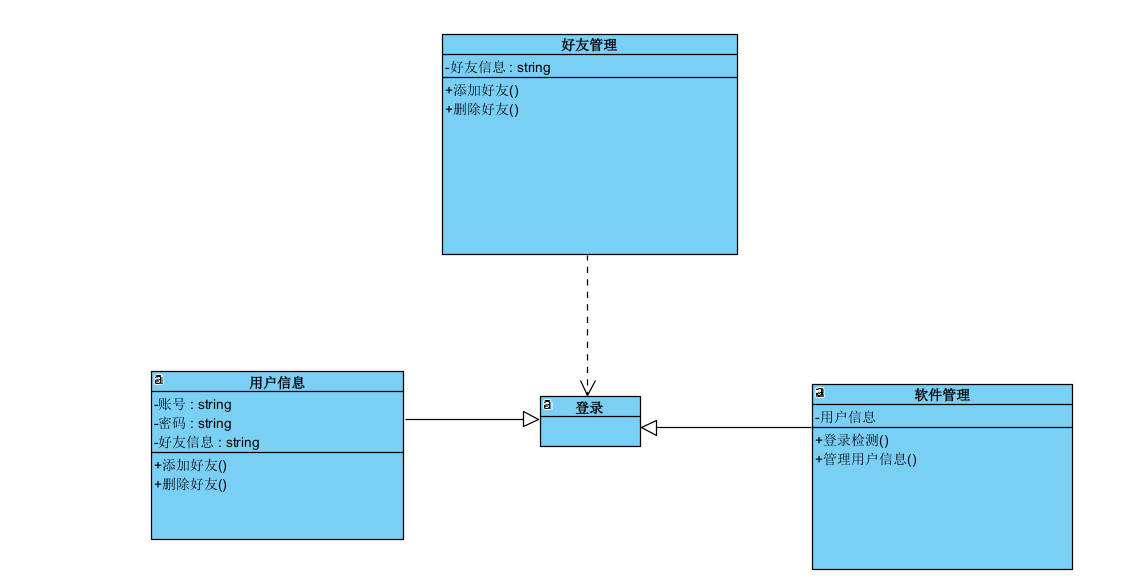 好友管理
-好友信息 : string
+添加好友()
+删除好友()
a
用户信息
-账号 : string
-密码 : string
-好友信息 : string
+添加好友()
+删除好友()
a
登录
a
软件管理
-用户信息
+登录检测()
+管理用户信息()